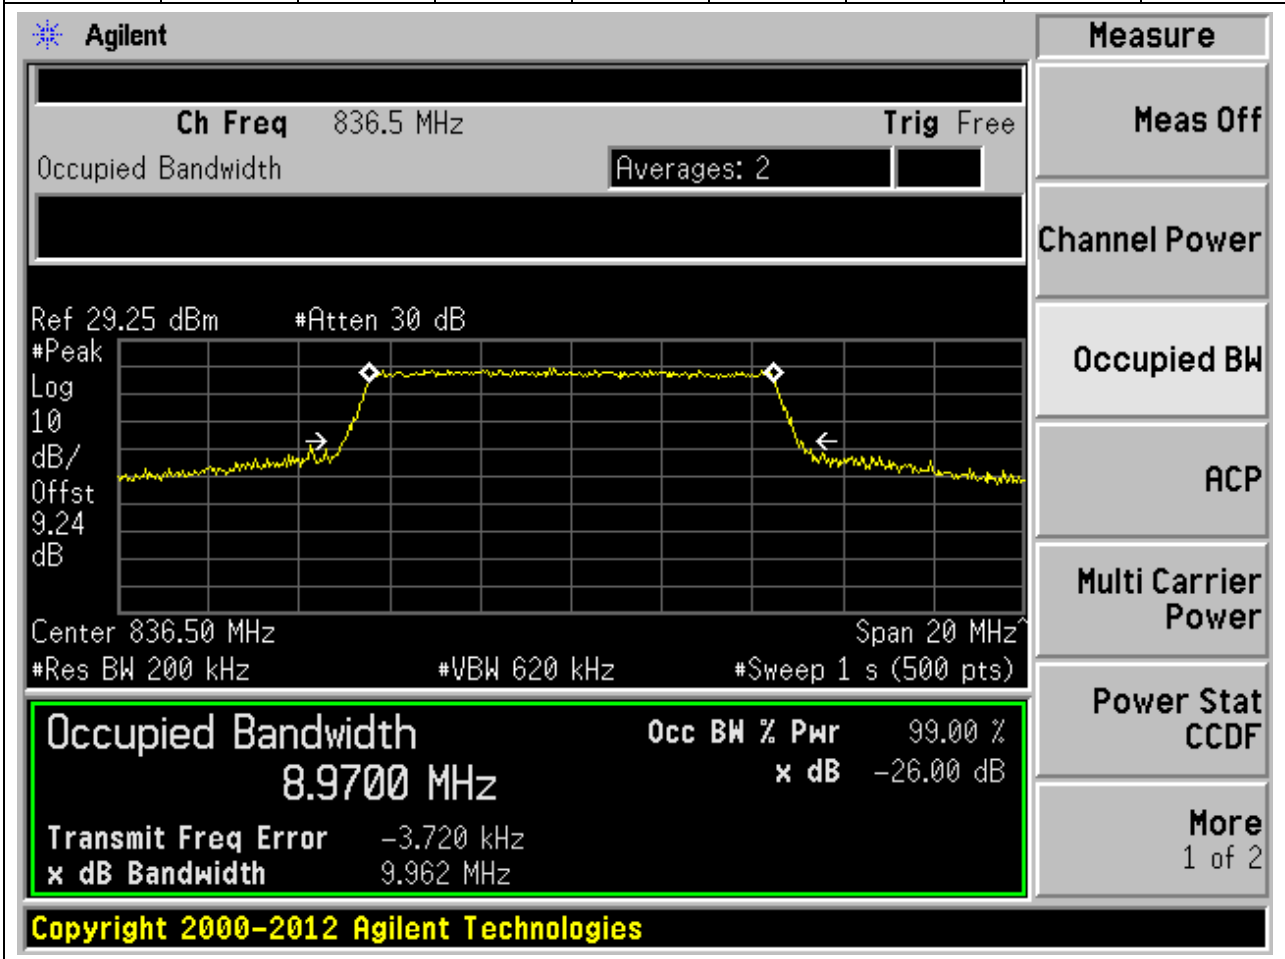 Agilent
Measure
Ch Freq 836.5 MHz Trig Free
Occupied Bandwidth Averages: 2
Meas Off
Channel Power
Occupied BW
ACP
Multi Carrier
Power
Power Stat
CCDF
More
1 of 2
Ref 29.25 dBm #Atten 30 dB
#Peak
Log
10
dB/
Offst
9.24
dB
Center 836.50 MHz Span 20 MHz^
#Res BW 200 kHz #VBW 620 kHz #Sweep 1 s (500 pts)
Occupied Bandwidth Occ BW % Pwr 99.00 %
8.9700 MHz x dB -26.00 dB
Transmit Freq Error -3.720 kHz
x dB Bandwidth 9.962 MHz
Copyright 2000-2012 Agilent Technologies